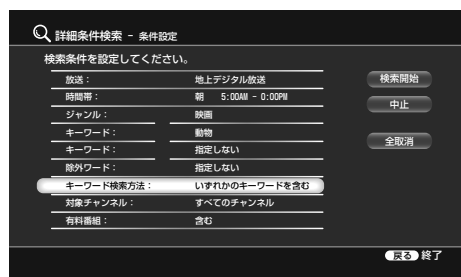 詳細条件検索 - 条件設定
検索条件を設定してください。
放送: 地上デジタル放送
時間帯: 朝 5:00AM - 0:00PM
ジャンル: 映画
キーワード: 動物
キーワード: 指定しない
除外ワード: 指定しない
キーワード検索方法: いずれかのキーワードを含む
対象チャンネル: すべてのチャンネル
有料番組: 含む
検索開始
中止
全取消
戻る 終了